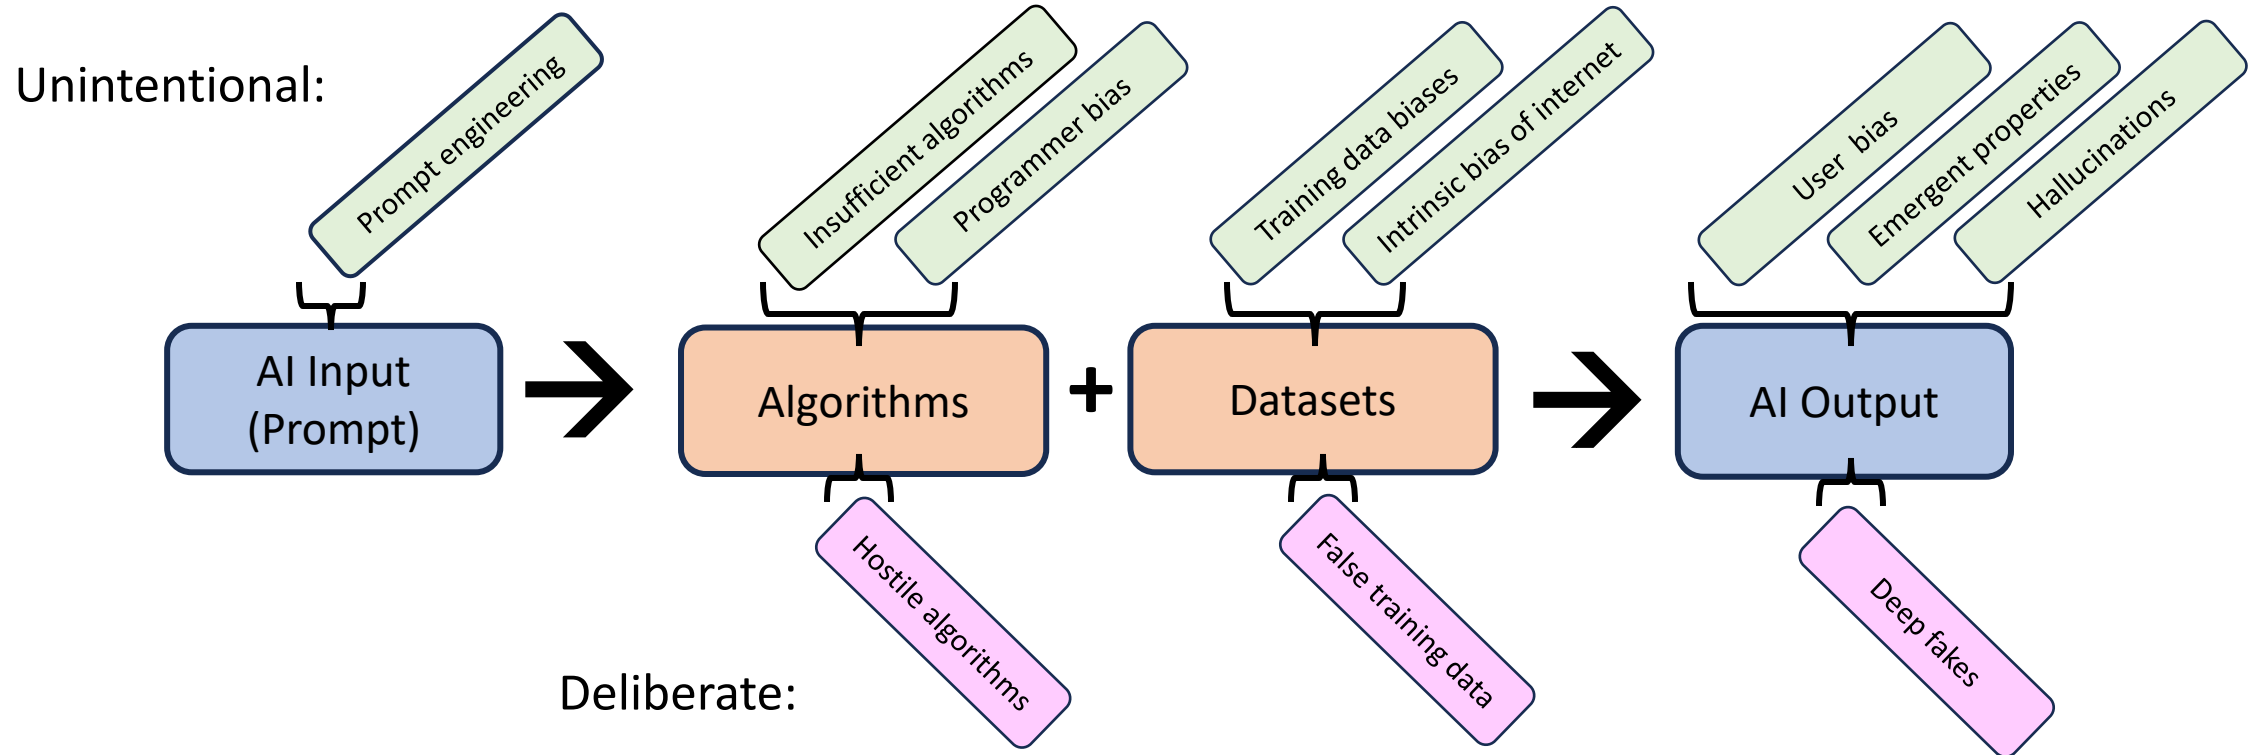 Unintentional:
Prompt engineering
Insufficient algorithms
Programmer bias
Training data biases
Intrinsic bias of internet
User  bias
Emergent properties
Hallucinations
AI Input
(Prompt)
Algorithms
+
Datasets
AI Output
Hostile algorithms
False training data
Deep fakes
Deliberate: